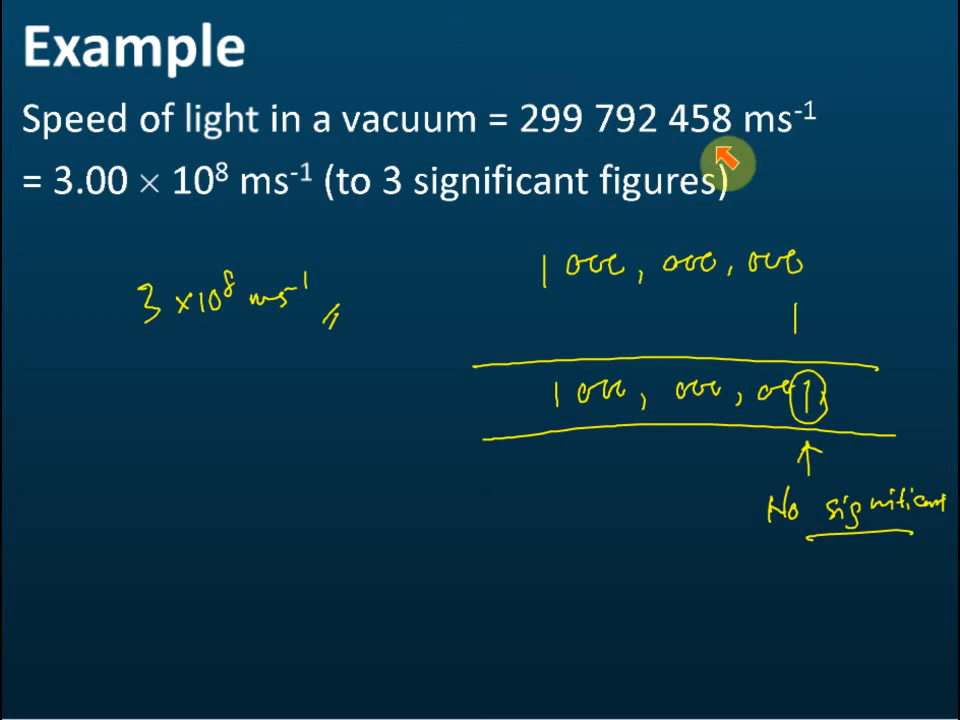 Example
Speed of light in a vacuum = 299 792 458 ms⁻¹
= 3.00 × 10⁸ ms⁻¹ (to 3 significant figures)
3 ×10⁸ ms⁻¹
1 000, 000, 000
1
1 000, 000, 001
No significant